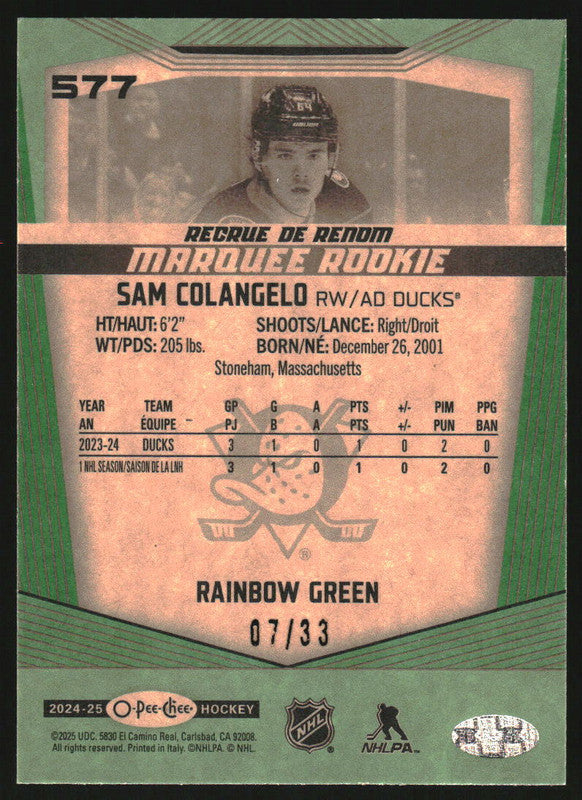 577
64
RECRUE DE RENOM
MARQUEE ROOKIE
SAM COLANGELO RW/AD DUCKS®
HT/HAUT: 6'2" SHOOTS/LANCE: Right/Droit
WT/PDS: 205 lbs. BORN/NÉ: December 26, 2001
Stoneham, Massachusetts
YEAR TEAM GP G A PTS +/- PIM PPG
AN ÉQUIPE PJ B A PTS +/- PUN BAN
2023-24 DUCKS 3 1 0 1 0 2 0
1 NHL SEASON/SAISON DE LA LNH 3 1 0 1 0 2 0
®
RAINBOW GREEN
07/33
2024-25 O-Pee-Chee HOCKEY
©2025 UDC. 5830 El Camino Real, Carlsbad, CA 92008.
All rights reserved. Printed in Italy. ©NHLPA. © NHL.
NHL
NHLPA